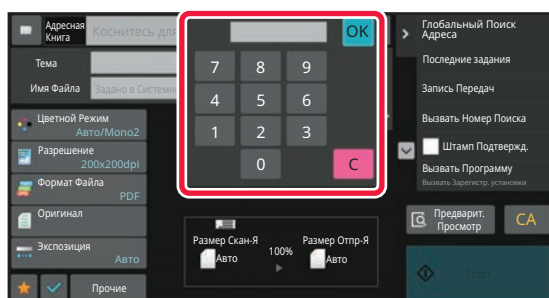 Адресная
Книга
Коснитесь для
OK
Тема
Имя Файла
Задано в Системн
7 8 9
4 5 6
1 2 3
0 C
Цветной Режим
Авто/Mono2
Разрешение
200x200dpi
Формат Файла
PDF
Оригинал
Экспозиция
Авто
Прочие
Размер Скан-Я
Авто
100%
Размер Отпр-Я
Авто
Глобальный Поиск
Адреса
Последние задания
Запись Передач
Вызвать Номер Поиска
Штамп Подтвержд.
Вызвать Программу
Вызвать Зарегистр. установки
Предварит.
Просмотр
CA
Старт